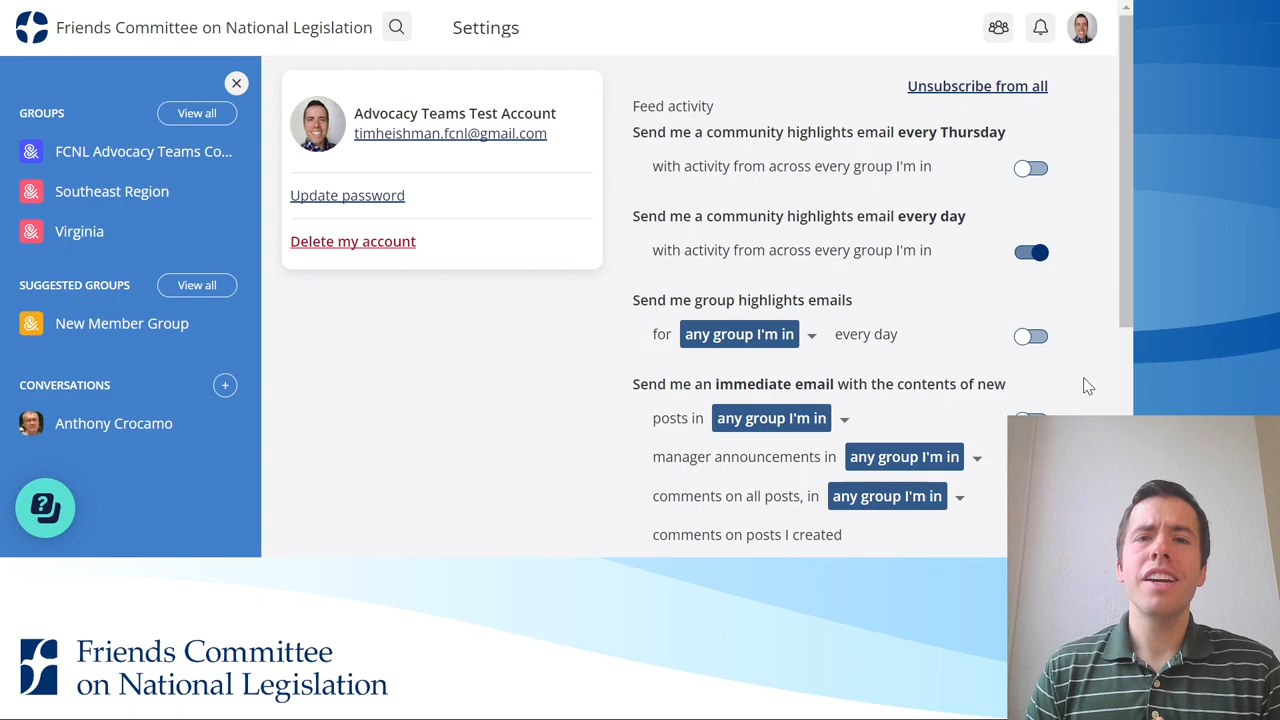 Friends Committee on National Legislation
Settings
GROUPS
View all
FCNL Advocacy Teams Co...
Southeast Region
Virginia
SUGGESTED GROUPS
View all
New Member Group
CONVERSATIONS
+
Anthony Crocamo
Advocacy Teams Test Account
timheishman.fcnl@gmail.com
Update password
Delete my account
Unsubscribe from all
Feed activity
Send me a community highlights email every Thursday
with activity from across every group I'm in
Send me a community highlights email every day
with activity from across every group I'm in
Send me group highlights emails
for any group I'm in every day
Send me an immediate email with the contents of new
posts in any group I'm in
manager announcements in any group I'm in
comments on all posts, in any group I'm in
comments on posts I created
Friends Committee
on National Legislation